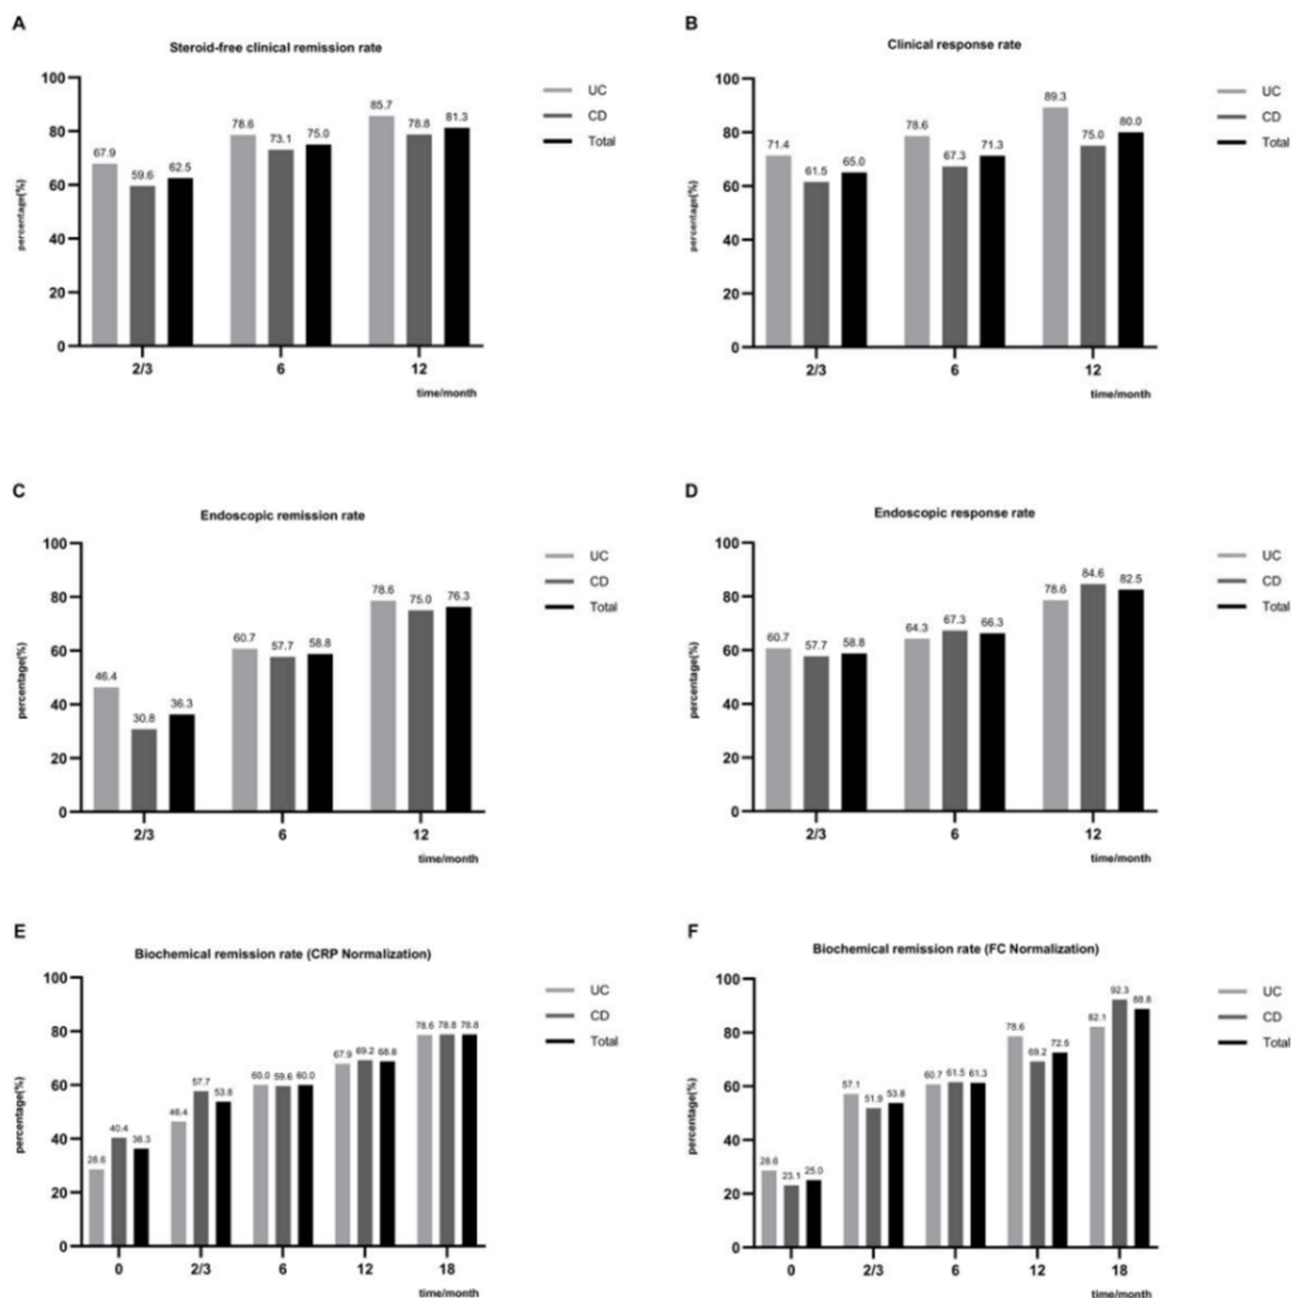 A
Steroid-free clinical remission rate
percentage(%)
100
80
60
40
20
0
67.9
59.6
62.5
78.6
73.1
75.0
85.7
78.8
81.3
2/3
6
12
time/month
UC
CD
Total
B
Clinical response rate
percentage(%)
100
80
60
40
20
0
71.4
61.5
65.0
78.6
67.3
71.3
89.3
75.0
80.0
2/3
6
12
time/month
UC
CD
Total
C
Endoscopic remission rate
percentage(%)
100
80
60
40
20
0
46.4
30.8
36.3
60.7
57.7
58.8
78.6
75.0
76.3
2/3
6
12
time/month
UC
CD
Total
D
Endoscopic response rate
percentage(%)
100
80
60
40
20
0
60.7
57.7
58.8
64.3
67.3
66.3
78.6
84.6
82.5
2/3
6
12
time/month
UC
CD
Total
E
Biochemical remission rate (CRP Normalization)
percentage(%)
100
80
60
40
20
0
28.6
40.4
36.3
46.4
57.7
53.8
60.0
59.6
60.0
67.9
69.2
68.8
78.6
78.8
78.8
0
2/3
6
12
18
time/month
UC
CD
Total
F
Biochemical remission rate (FC Normalization)
percentage(%)
100
80
60
40
20
0
28.6
23.1
25.0
57.1
51.9
53.8
60.7
61.5
61.3
78.6
69.2
72.5
82.1
92.3
88.8
0
2/3
6
12
18
time/month
UC
CD
Total